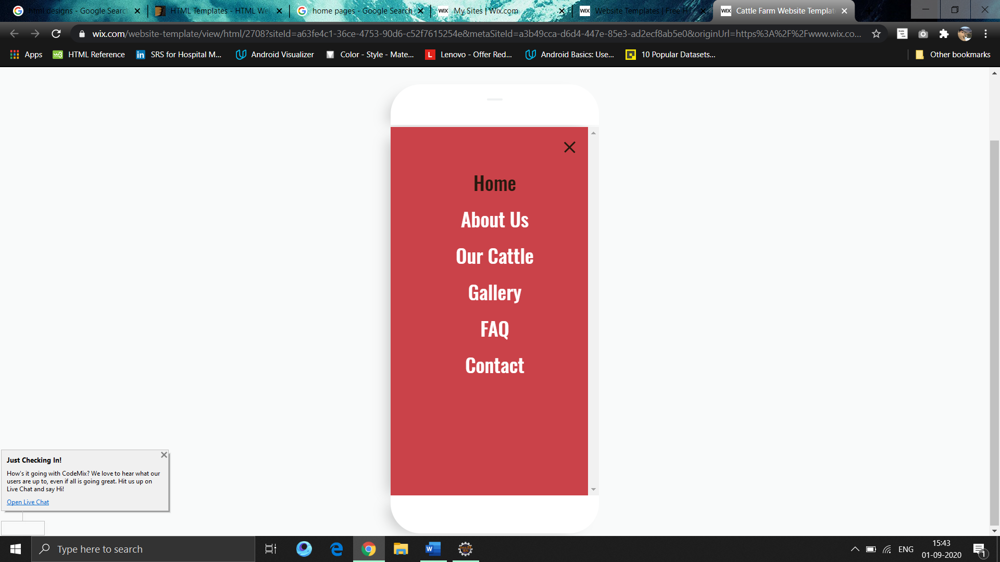 html designs - Google Search
HTML Templates - HTML We
home pages - Google Search
WIX My Sites | Wix.com
WIX Website Templates | Free H
WIX Cattle Farm Website Templat
wix.com/website-template/view/html/2708?siteId=a63fe4c1-36ce-4753-90d6-c52f7615254e&metaSiteId=a3b49cca-d6d4-447e-85e3-ad2ecf8ab5e0&originUrl=https%3A%2F%2Fwww.wix.co...
Apps
w3 HTML Reference
in SRS for Hospital M...
Android Visualizer
Color - Style - Mate...
L Lenovo - Offer Red...
Android Basics: Use...
10 Popular Datasets...
Other bookmarks
Home
About Us
Our Cattle
Gallery
FAQ
Contact
Just Checking In!
How's it going with CodeMix? We love to hear what our
users are up to, even if all is going great. Hit us up on
Live Chat and say Hi!
Open Live Chat
Type here to search
ENG
15:43
01-09-2020
1